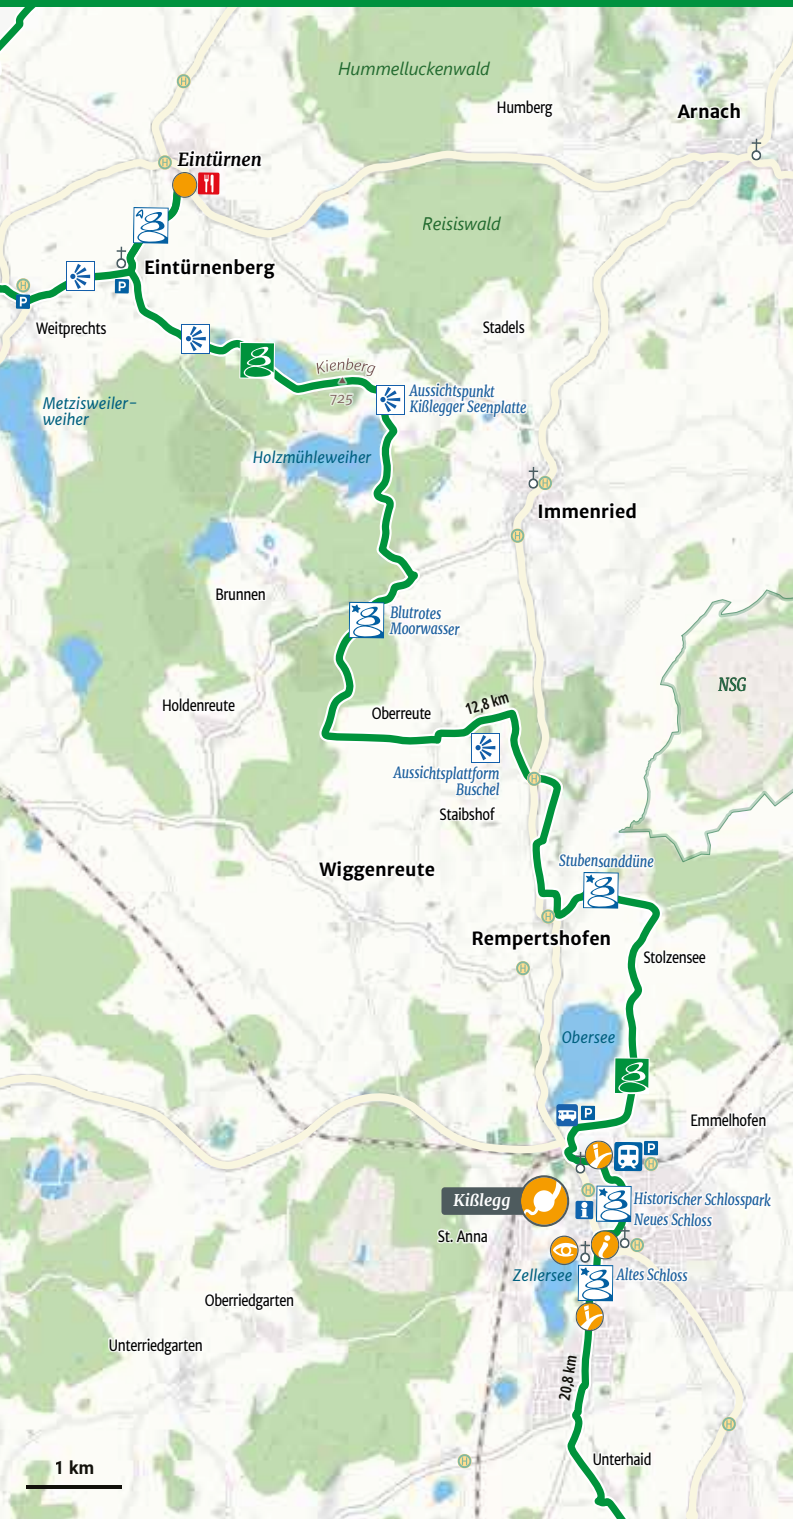 Hummelluckenwald
Humberg
Arnach
H
H
Eintürnen
Reisiswald
Eintürnenberg
H
P
P
Weitprechts
Stadels
Kienberg
725
Aussichtspunkt
Kißlegger Seenplatte
Metzisweiler-
weiher
Holzmühleweiher
H
Immenried
H
Brunnen
Blutrotes
Moorwasser
NSG
Holdenreute
Oberreute
12,8 km
Aussichtsplattform
Buschel
H
Staibshof
Wiggenreute
Stubensanddüne
H
Rempertshofen
Stolzensee
H
Obersee
P
Emmelhofen
P
H
H
Kißlegg
i
Historischer Schlosspark
Neues Schloss
St. Anna
i
H
Zellersee
Altes Schloss
Oberriedgarten
Unterriedgarten
20,8 km
H
H
Unterhaid
1 km